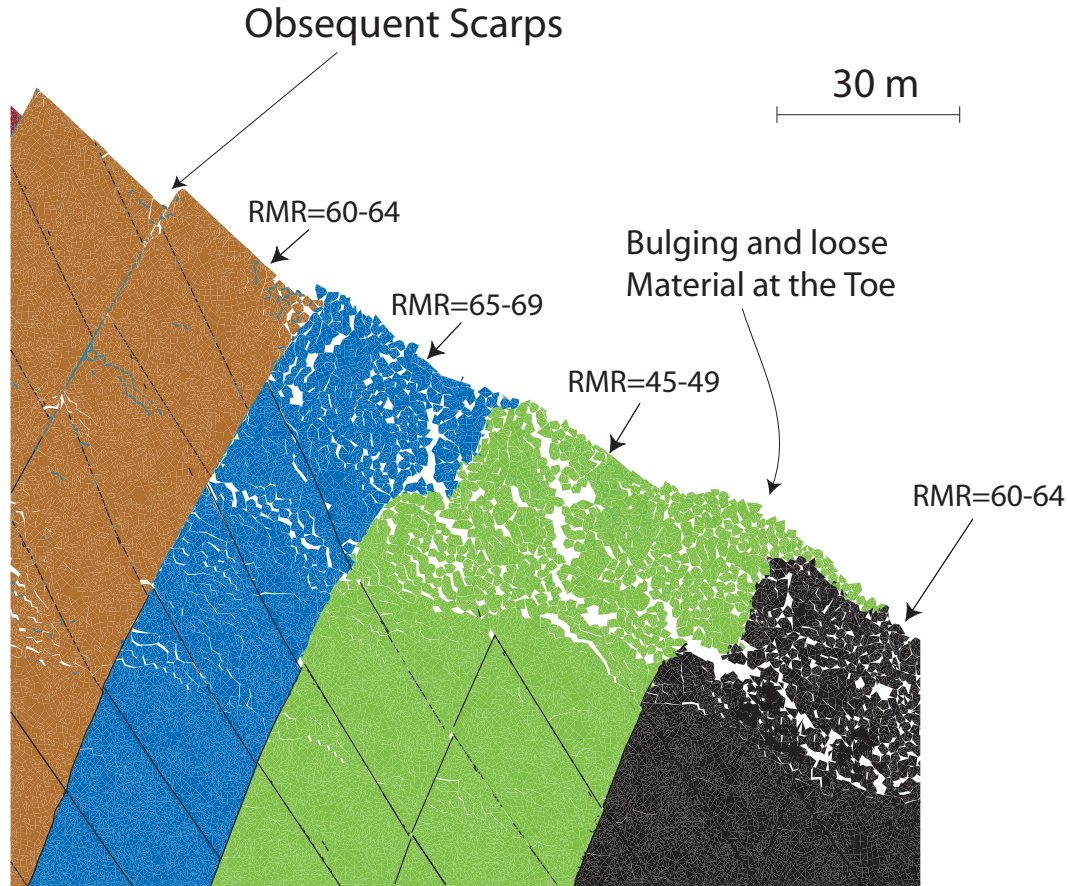 Obsequent Scarps
30 m
RMR=60-64
Bulging and loose
Material at the Toe
RMR=65-69
RMR=45-49
RMR=60-64